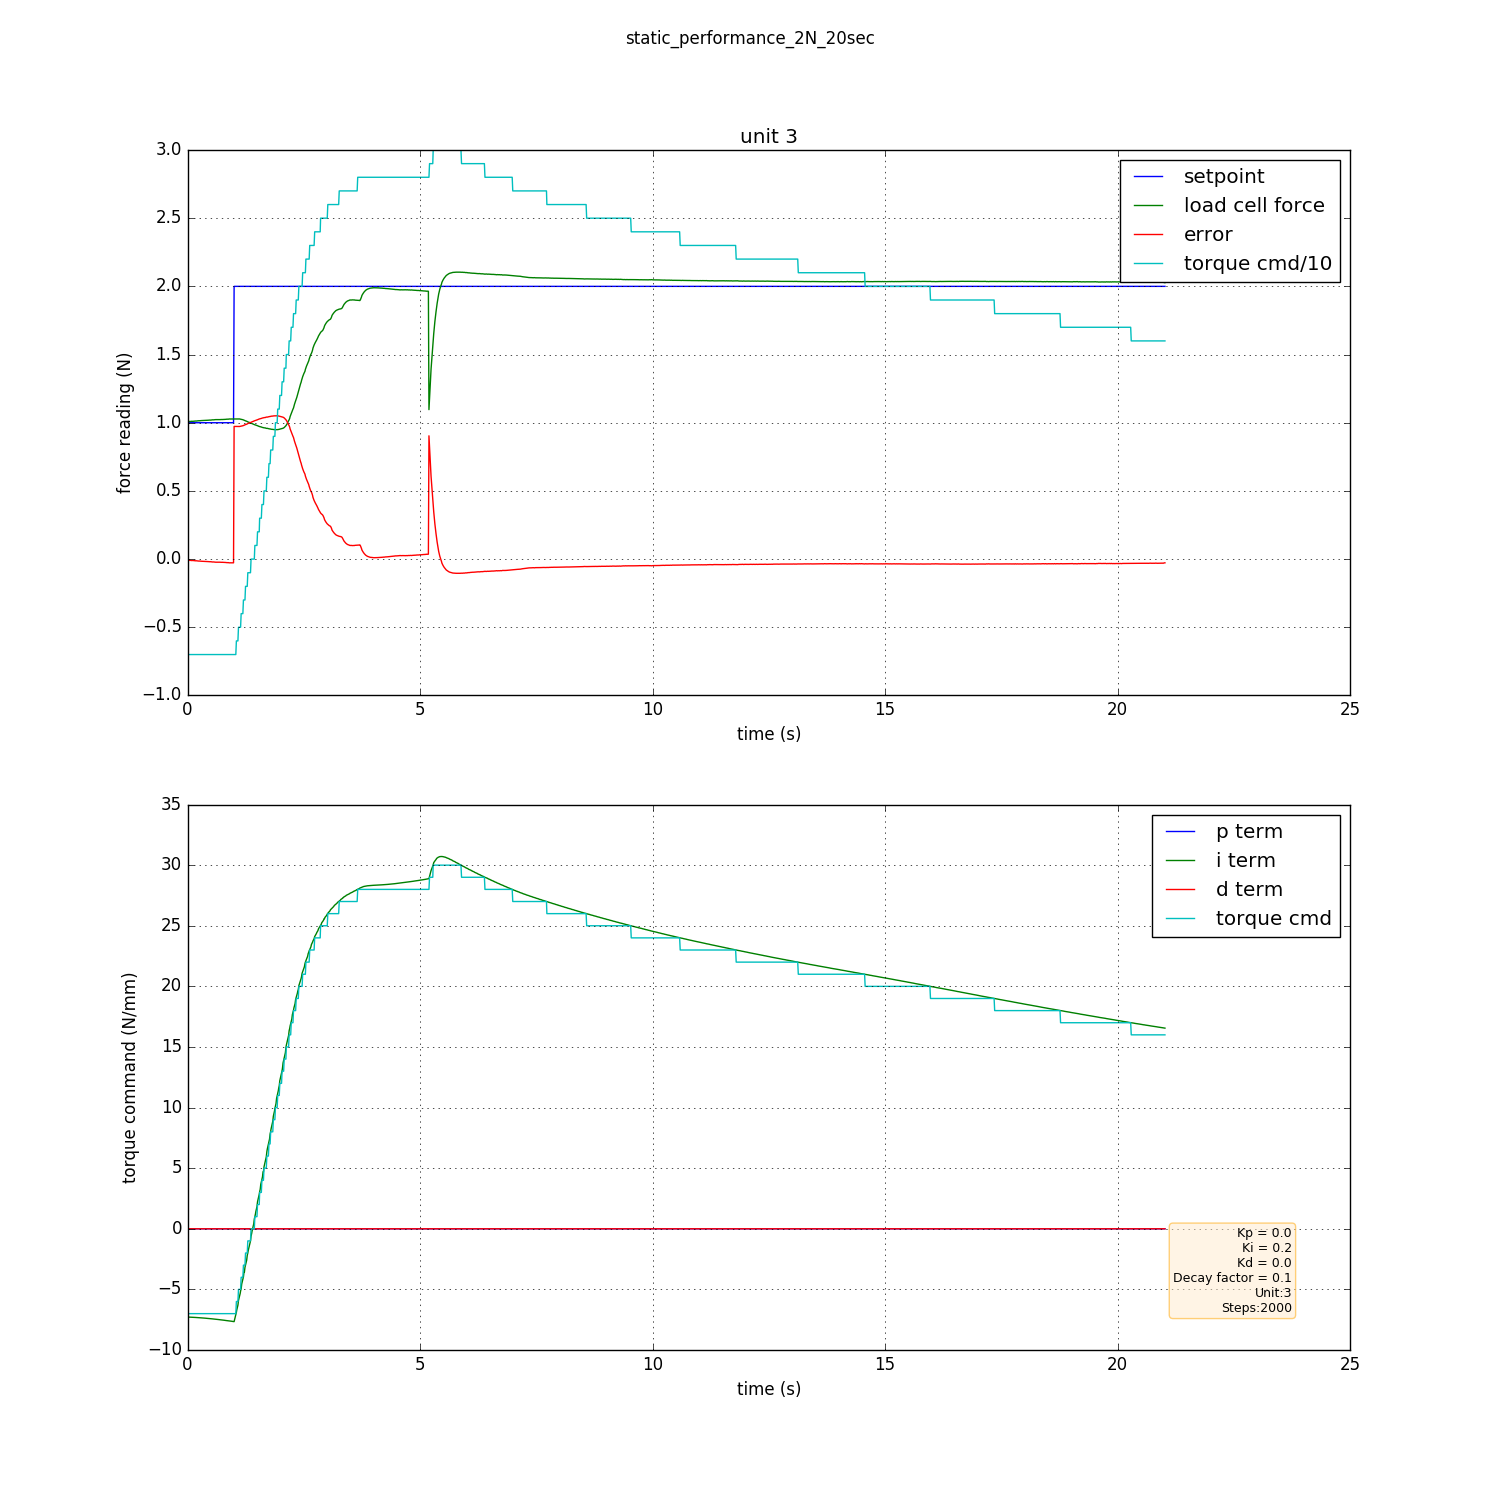 static_performance_2N_20sec
unit 3
3.0
2.5
2.0
1.5
1.0
0.5
0.0
−0.5
−1.0
force reading (N)
setpoint
load cell force
error
torque cmd/10
0 5 10 15 20 25
time (s)
35
30
25
20
15
10
5
0
−5
−10
torque command (N/mm)
p term
i term
d term
torque cmd
Kp = 0.0
Ki = 0.2
Kd = 0.0
Decay factor = 0.1
Unit:3
Steps:2000
0 5 10 15 20 25
time (s)